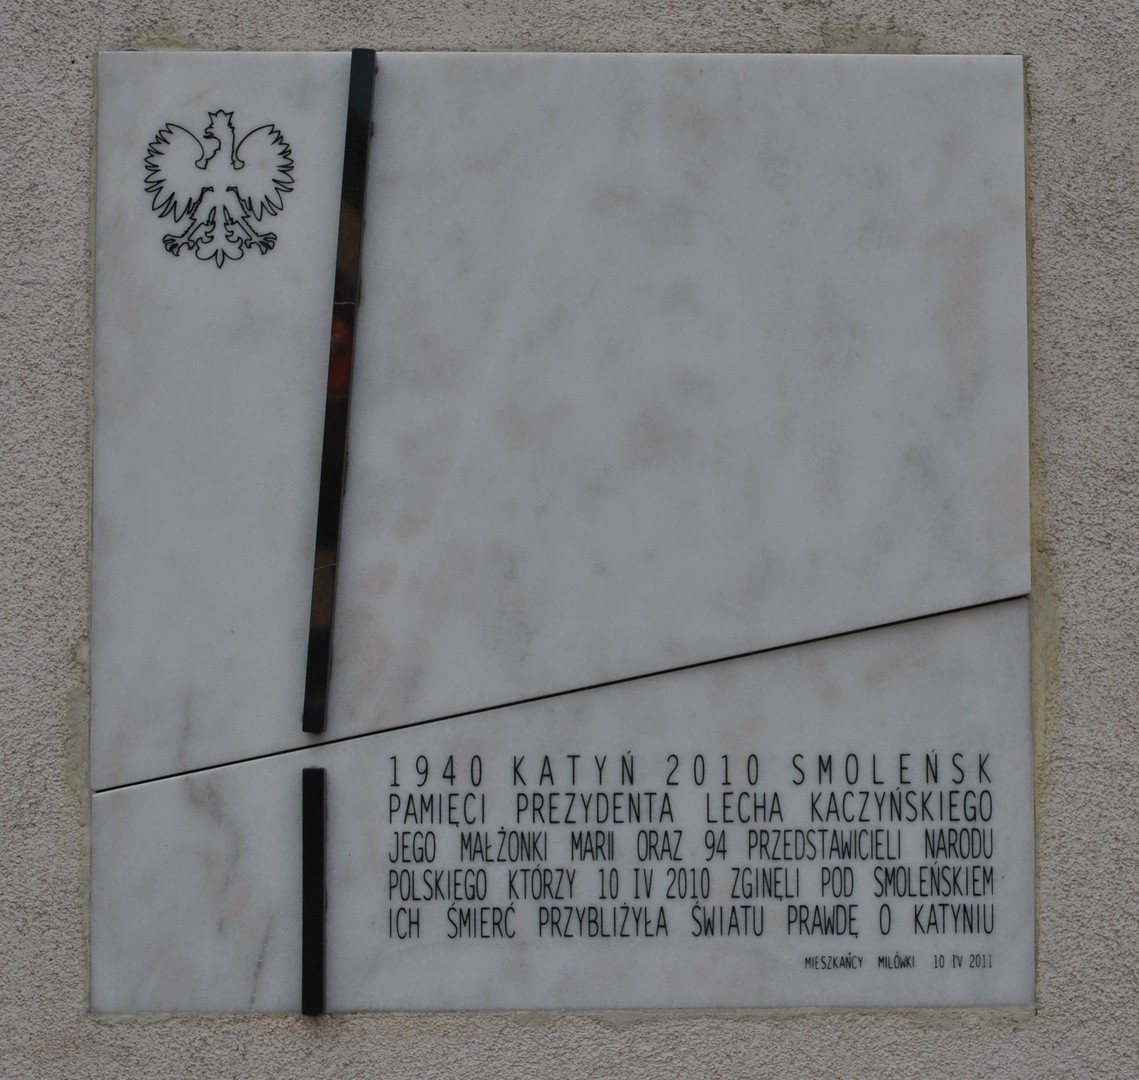 1940 KATYŃ 2010 SMOLEŃSK
PAMIĘCI PREZYDENTA LECHA KACZYŃSKIEGO
JEGO MAŁŻONKI MARII ORAZ 94 PRZEDSTAWICIELI NARODU
POLSKIEGO KTÓRZY 10 IV 2010 ZGINĘLI POD SMOLEŃSKIEM
ICH ŚMIERĆ PRZYBLIŻYŁA ŚWIATU PRAWDĘ O KATYNIU
MIESZKAŃCY MILÓWKI 10 IV 2011